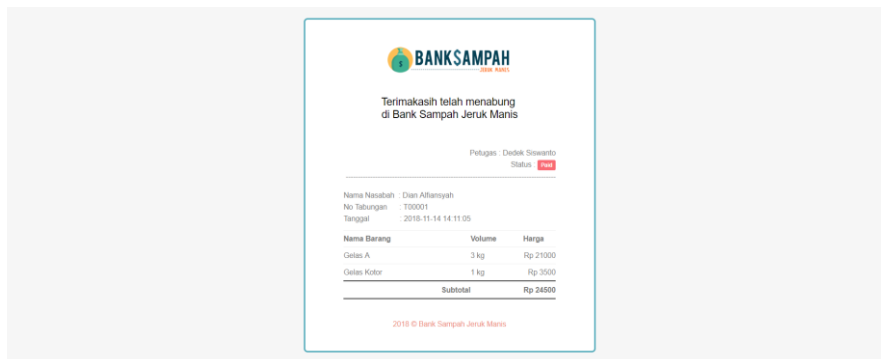 BANK$AMPAH
JERUK MANIS
Terimakasih telah menabung
di Bank Sampah Jeruk Manis
Petugas : Dedek Siswanto
Status : Paid
Nama Nasabah : Dian Alfiansyah
No Tabungan : T00001
Tanggal : 2018-11-14 14:11:05
Nama Barang Volume Harga
Gelas A 3 kg Rp 21000
Gelas Kotor 1 kg Rp 3500
Subtotal Rp 24500
2018 © Bank Sampah Jeruk Manis